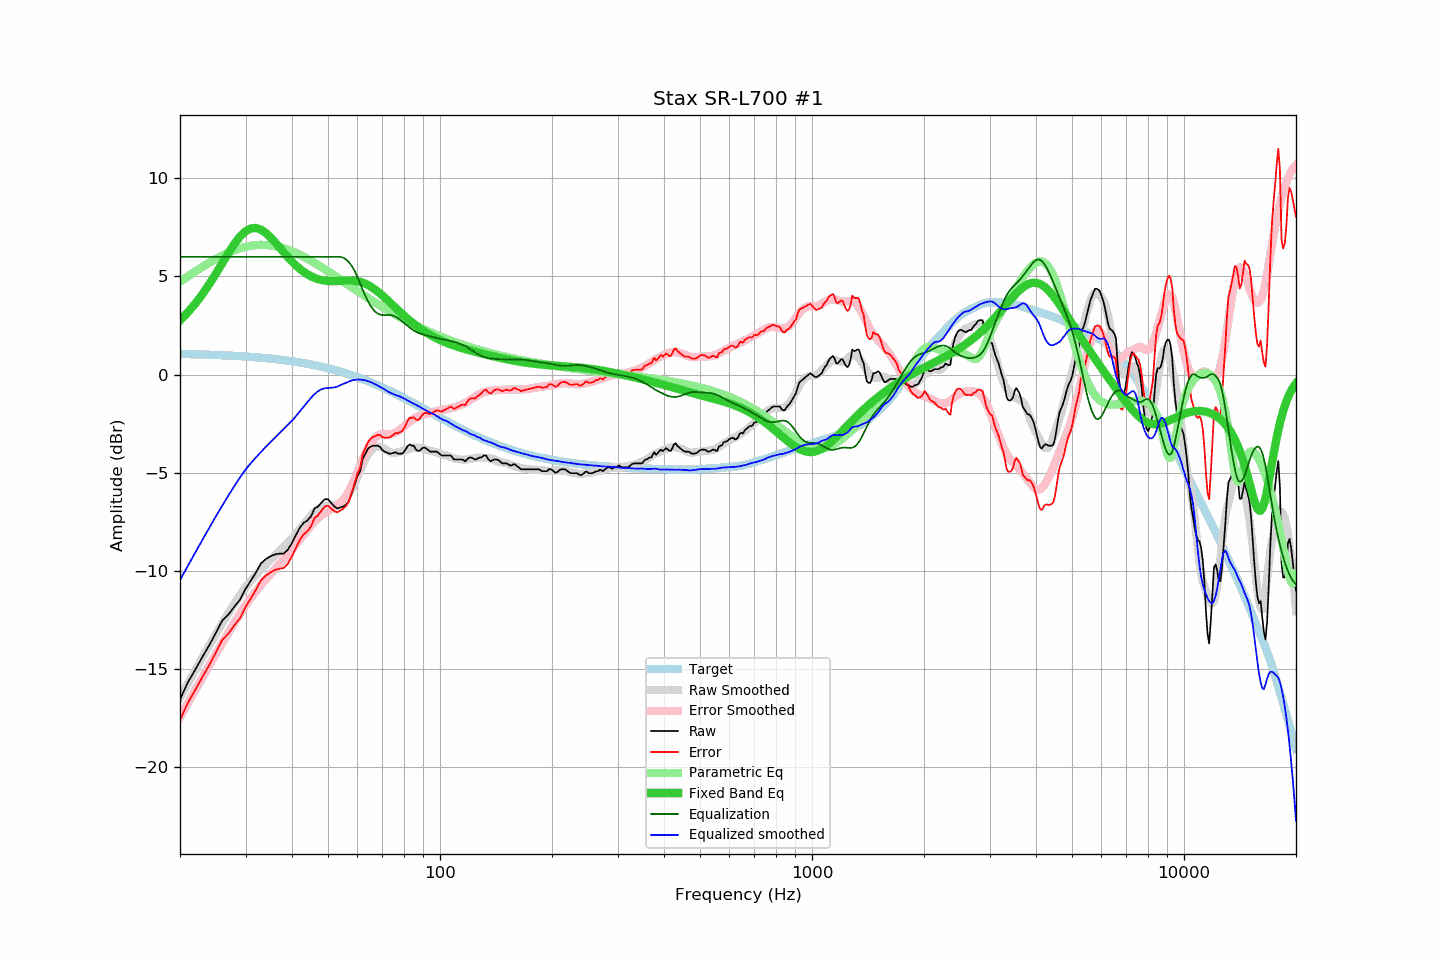 Stax SR-L700 #1
Amplitude (dBr)
10
5
0
−5
−10
−15
−20
Target
Raw Smoothed
Error Smoothed
Raw
Error
Parametric Eq
Fixed Band Eq
Equalization
Equalized smoothed
100
1000
10000
Frequency (Hz)